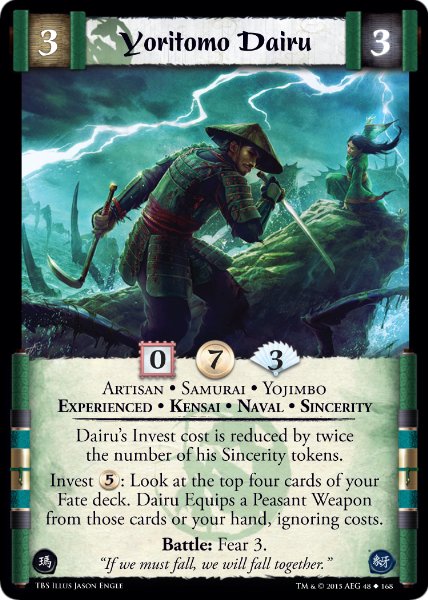 3 Yoritomo Dairu 3
0 7 3
Artisan • Samurai • Yojimbo
Experienced • Kensai • Naval • Sincerity
Dairu's Invest cost is reduced by twice
the number of his Sincerity tokens.
Invest 5: Look at the top four cards of your
Fate deck. Dairu Equips a Peasant Weapon
from those cards or your hand, ignoring costs.
Battle: Fear 3.
"If we must fall, we will fall together."
TBS Illus Jason Engle
TM & © 2015 AEG 48 ◆ 168